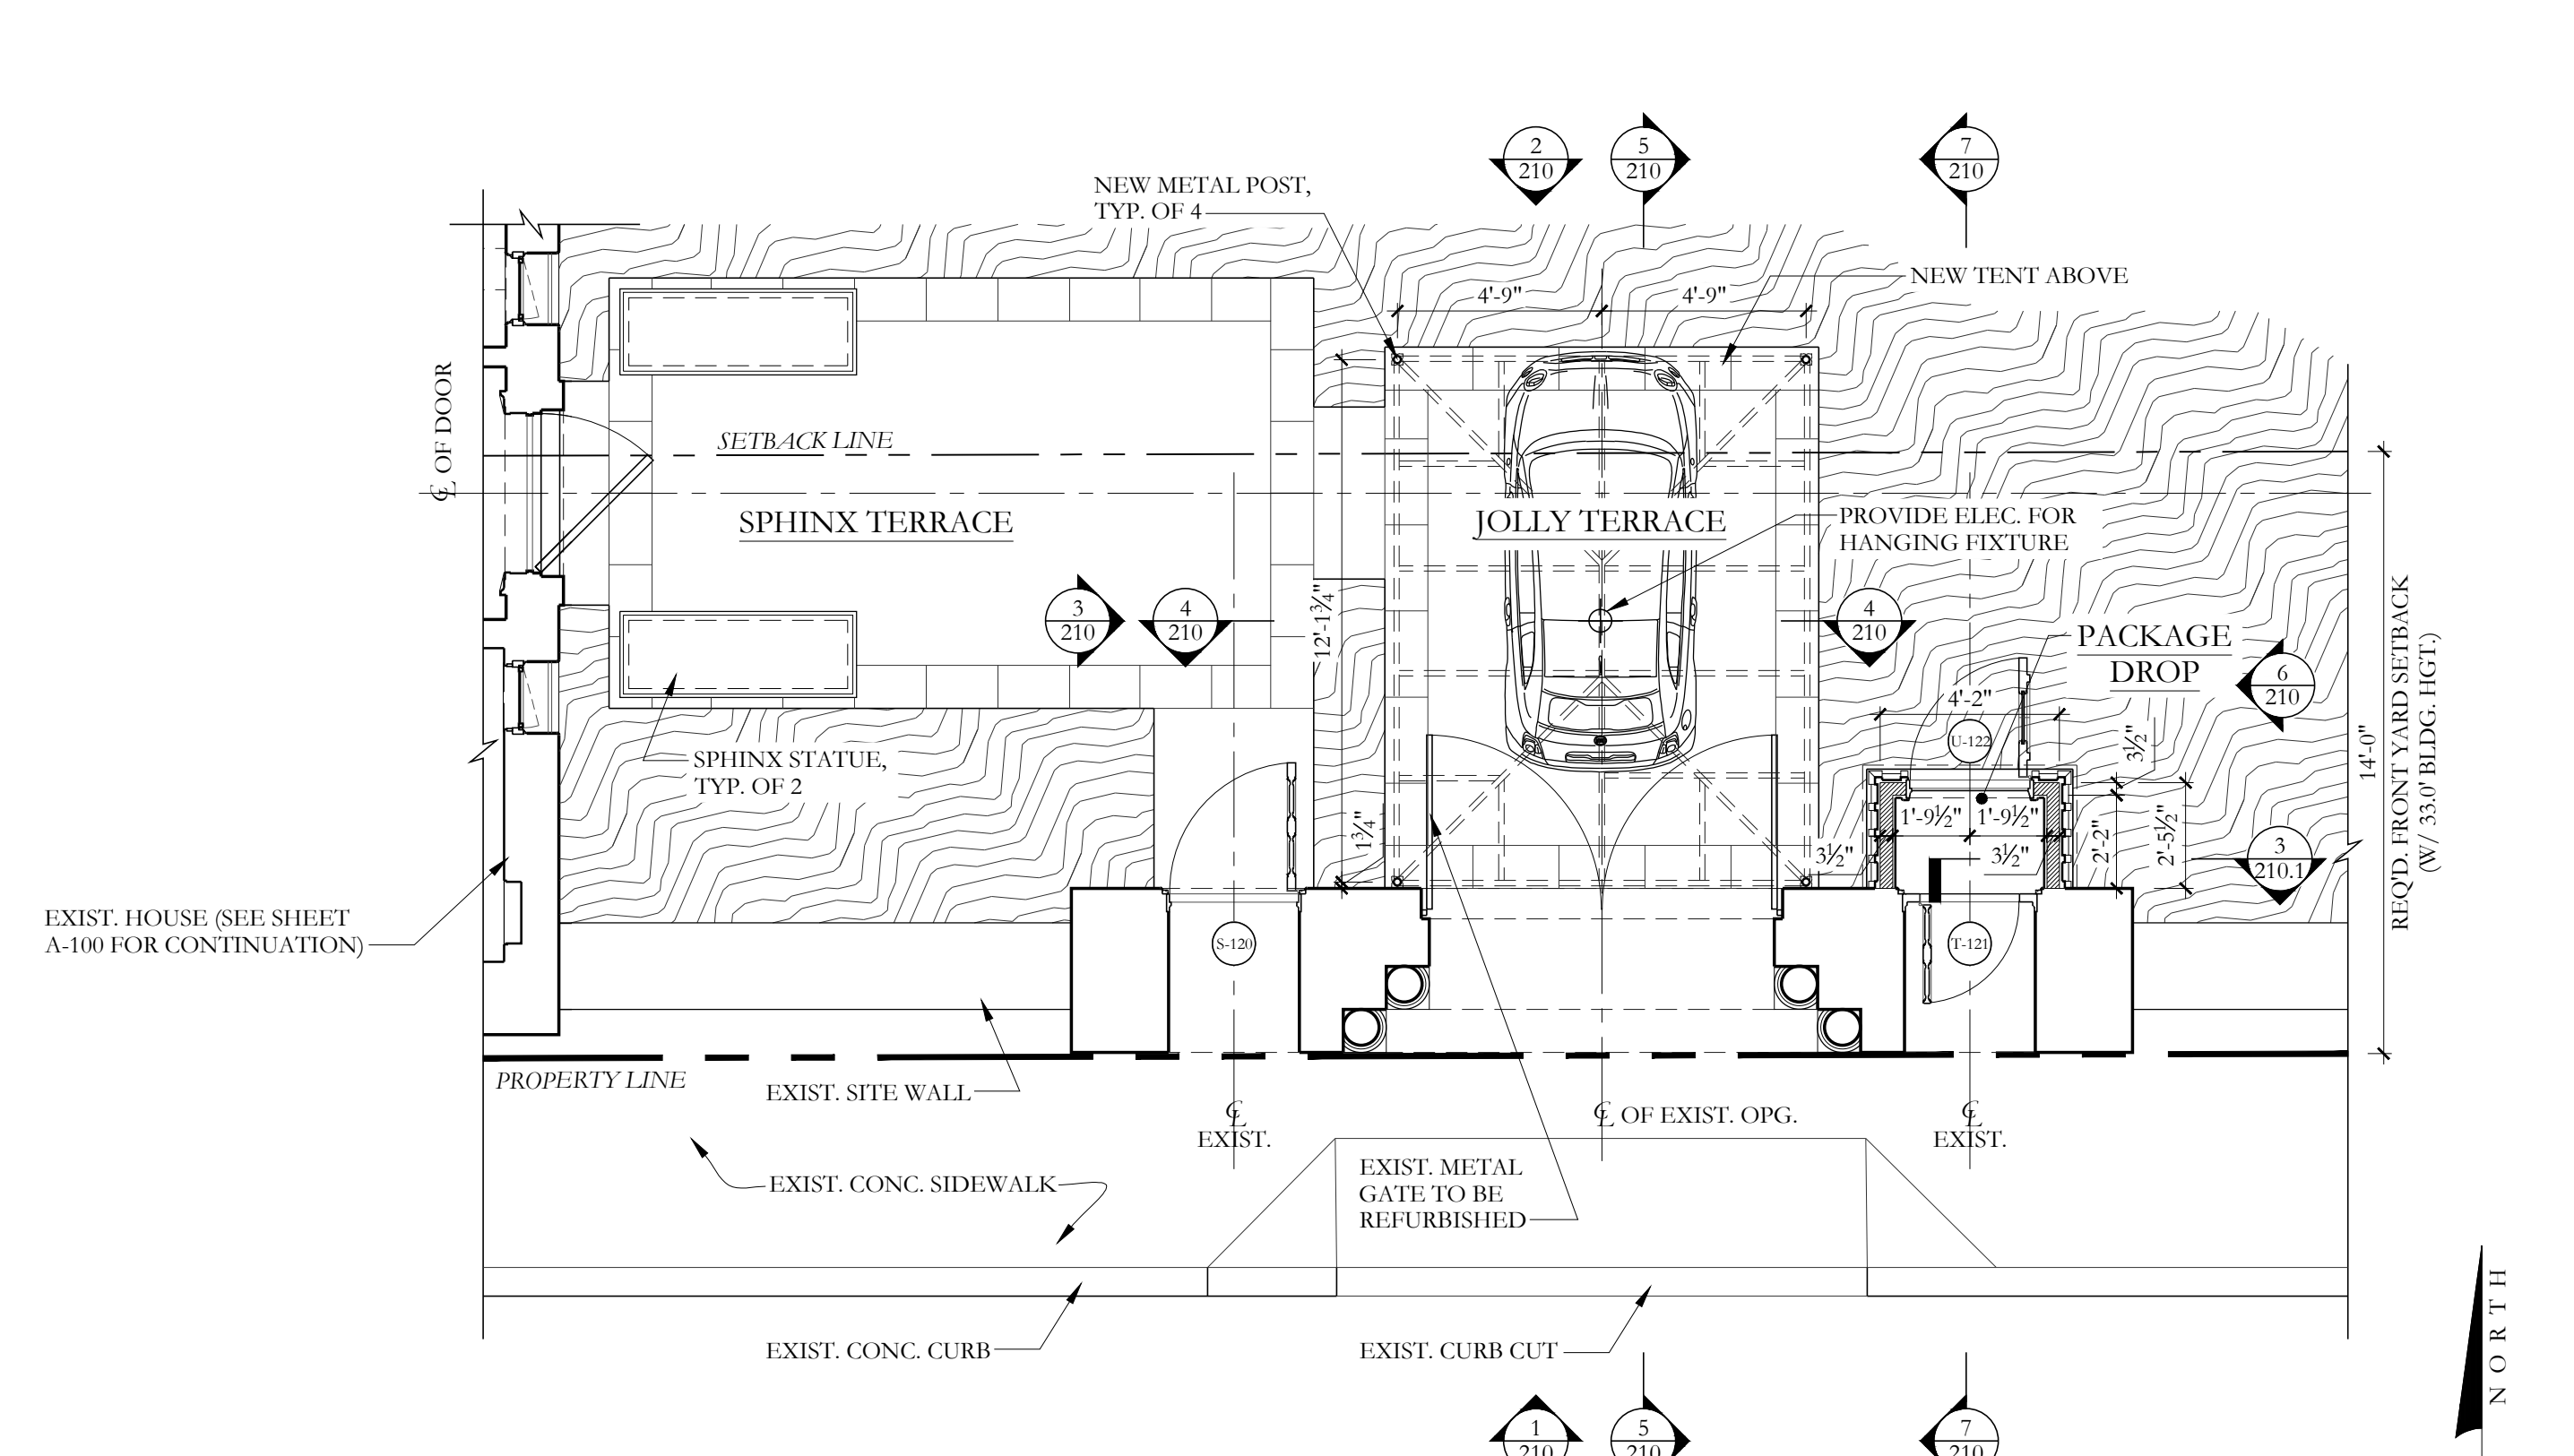 2
210
5
210
7
210
NEW METAL POST,
TYP. OF 4
NEW TENT ABOVE
4'-9"
4'-9"
℄ OF DOOR
SETBACK LINE
SPHINX TERRACE
JOLLY TERRACE
PROVIDE ELEC. FOR
HANGING FIXTURE
3
210
4
210
12'-1¾"
4
210
PACKAGE
DROP
6
210
4'-2"
U-122
3½"
14'-0"
REQ'D. FRONT YARD SETBACK
(W/ 33.0' BLDG. HGT.)
SPHINX STATUE,
TYP. OF 2
1¾"
1'-9½"
1'-9½"
3½"
3½"
2'-2"
2'-5½"
3
210.1
EXIST. HOUSE (SEE SHEET
A-100 FOR CONTINUATION)
S-120
T-121
PROPERTY LINE
EXIST. SITE WALL
℄
EXIST.
℄ OF EXIST. OPG.
℄
EXIST.
EXIST. CONC. SIDEWALK
EXIST. METAL
GATE TO BE
REFURBISHED
EXIST. CONC. CURB
EXIST. CURB CUT
NORTH
1
210
5
210
7
210